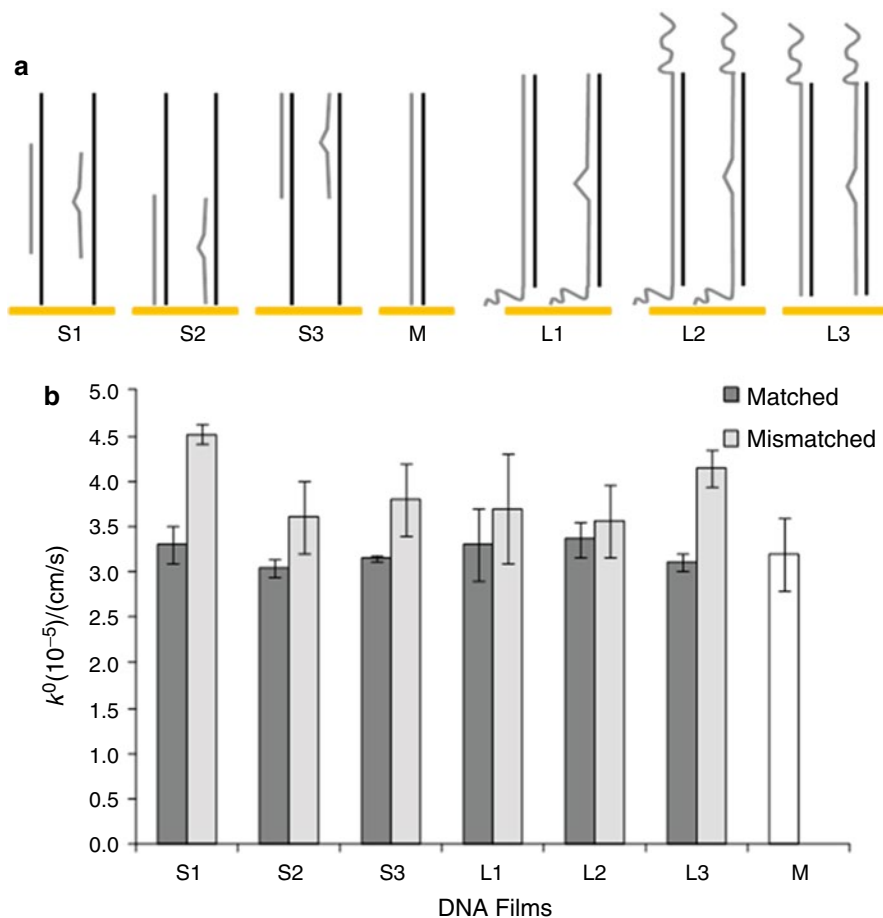 a
S1 S2 S3 M L1 L2 L3
b
Matched
Mismatched
5.0
4.5
4.0
3.5
3.0
2.5
2.0
1.5
1.0
0.5
0.0
k⁰(10⁻⁵)/(cm/s)
S1 S2 S3 L1 L2 L3 M
DNA Films